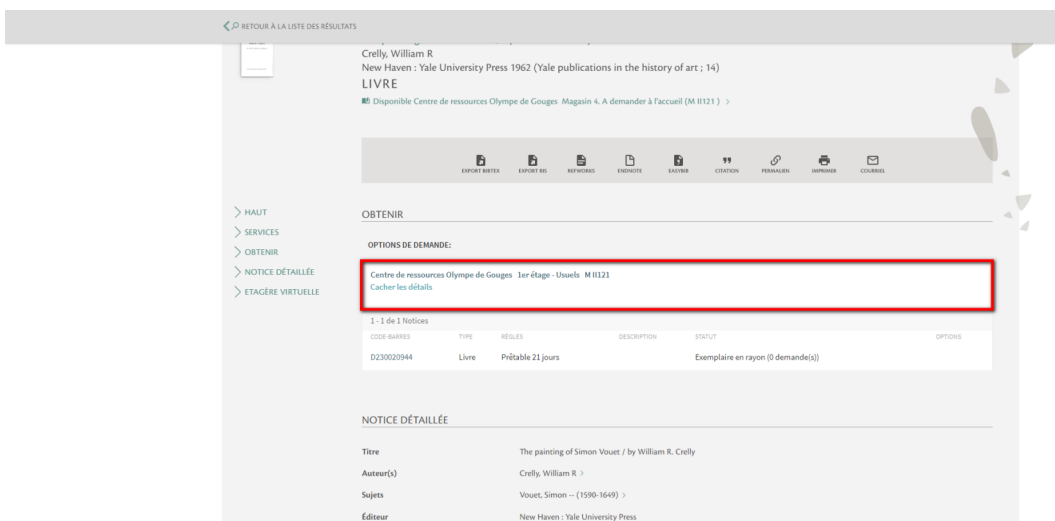 RETOUR À LA LISTE DES RÉSULTATS
Crelly, William R
New Haven : Yale University Press 1962 (Yale publications in the history of art ; 14)
LIVRE
Disponible Centre de ressources Olympe de Gouges Magasin 4. A demander à l'accueil (M II121 ) >
EXPORT BIBTEX EXPORT RIS REFWORKS ENDNOTE EASYBIB CITATION PERMALIEN IMPRIMER COURRIEL
HAUT
SERVICES
OBTENIR
NOTICE DÉTAILLÉE
ETAGÈRE VIRTUELLE
OBTENIR
OPTIONS DE DEMANDE:
Centre de ressources Olympe de Gouges 1er étage - Usuels M II121
Cacher les détails
1 - 1 de 1 Notices
CODE-BARRES TYPE RÈGLES DESCRIPTION STATUT OPTIONS
D230020944 Livre Prêtable 21 jours Exemplaire en rayon (0 demande(s))
NOTICE DÉTAILLÉE
Titre The painting of Simon Vouet / by William R. Crelly
Auteur(s) Crelly, William R >
Sujets Vouet, Simon -- (1590-1649) >
Éditeur New Haven : Yale University Press